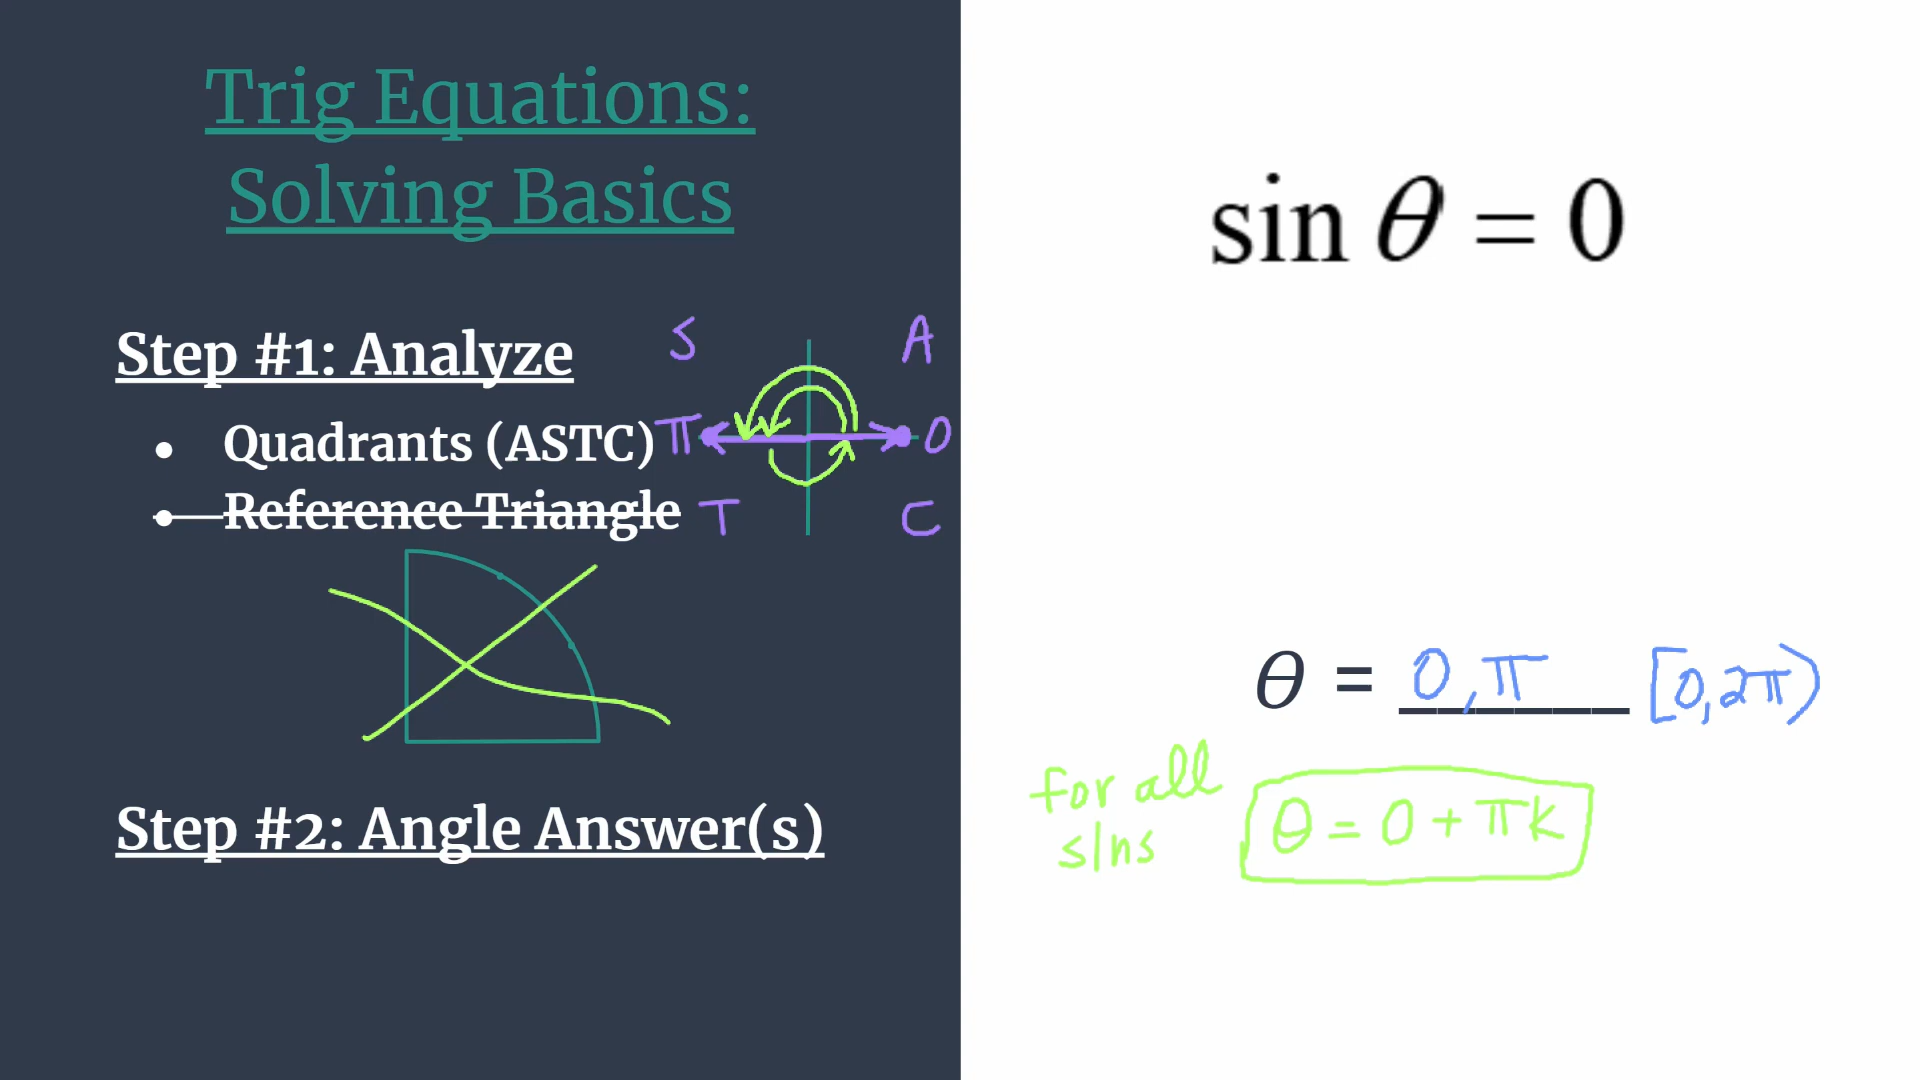 Trig Equations:
Solving Basics
Step #1: Analyze
S A
Quadrants (ASTC)
π 0
Reference Triangle
T C
Step #2: Angle Answer(s)
sin θ = 0
θ = 0, π [0, 2π)
for all
slns
θ = 0 + πk